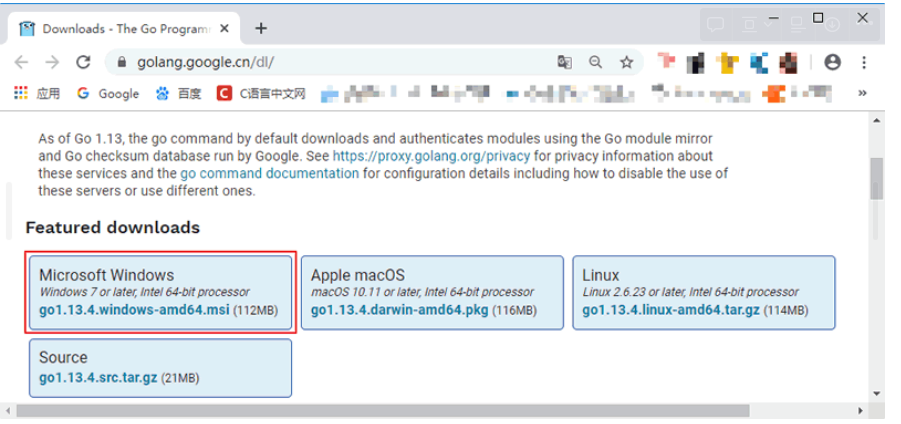 Downloads - The Go Program
golang.google.cn/dl/
应用 Google 百度 C语言中文网
As of Go 1.13, the go command by default downloads and authenticates modules using the Go module mirror
and Go checksum database run by Google. See https://proxy.golang.org/privacy for privacy information about
these services and the go command documentation for configuration details including how to disable the use of
these servers or use different ones.
Featured downloads
Microsoft Windows
Windows 7 or later, Intel 64-bit processor
go1.13.4.windows-amd64.msi (112MB)
Apple macOS
macOS 10.11 or later, Intel 64-bit processor
go1.13.4.darwin-amd64.pkg (116MB)
Linux
Linux 2.6.23 or later, Intel 64-bit processor
go1.13.4.linux-amd64.tar.gz (114MB)
Source
go1.13.4.src.tar.gz (21MB)